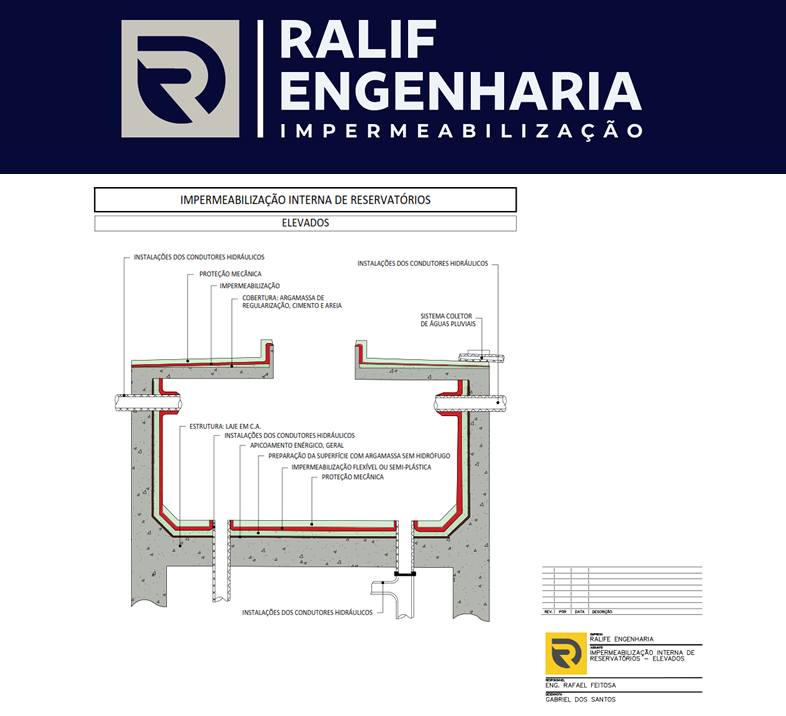 RALIF
ENGENHARIA
IMPERMEABILIZAÇÃO
IMPERMEABILIZAÇÃO INTERNA DE RESERVATÓRIOS
ELEVADOS
INSTALAÇÕES DOS CONDUTORES HIDRÁULICOS
INSTALAÇÕES DOS CONDUTORES HIDRÁULICOS
PROTEÇÃO MECÂNICA
IMPERMEABILIZAÇÃO
COBERTURA: ARGAMASSA DE
REGULARIZAÇÃO, CIMENTO E AREIA
SISTEMA COLETOR
DE ÁGUAS PLUVIAIS
ESTRUTURA: LAJE EM C.A.
INSTALAÇÕES DOS CONDUTORES HIDRÁULICOS
APICOAMENTO ENÉRGICO, GERAL
PREPARAÇÃO DA SUPERFÍCIE COM ARGAMASSA SEM HIDRÓFUGO
IMPERMEABILIZAÇÃO FLEXÍVEL OU SEMI-PLÁSTICA
PROTEÇÃO MECÂNICA
INSTALAÇÕES DOS CONDUTORES HIDRÁULICOS
REV. POR DATA DESCRIÇÃO
RALIFE ENGENHARIA
IMPERMEABILIZAÇÃO INTERNA DE
RESERVATÓRIOS – ELEVADOS
ENG. RAFAEL FEITOSA
GABRIEL DOS SANTOS